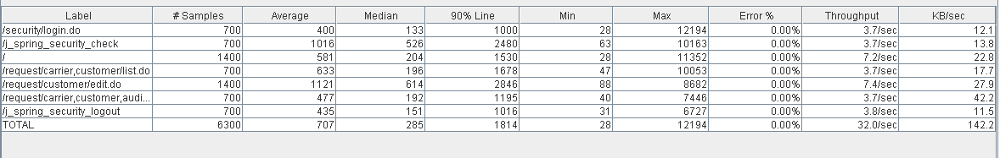 Label # Samples Average Median 90% Line Min Max Error % Throughput KB/sec
/security/login.do 700 400 133 1000 28 12194 0.00% 3.7/sec 12.1
/j_spring_security_check 700 1016 526 2480 63 10163 0.00% 3.7/sec 13.8
/ 1400 581 204 1530 28 11352 0.00% 7.2/sec 22.8
/request/carrier,customer/list.do 700 633 196 1678 47 10053 0.00% 3.7/sec 17.7
/request/customer/edit.do 1400 1121 614 2846 88 8682 0.00% 7.4/sec 27.9
/request/carrier,customer,audi... 700 477 192 1195 40 7446 0.00% 3.7/sec 42.2
/j_spring_security_logout 700 435 151 1016 31 6727 0.00% 3.8/sec 11.5
TOTAL 6300 707 285 1814 28 12194 0.00% 32.0/sec 142.2